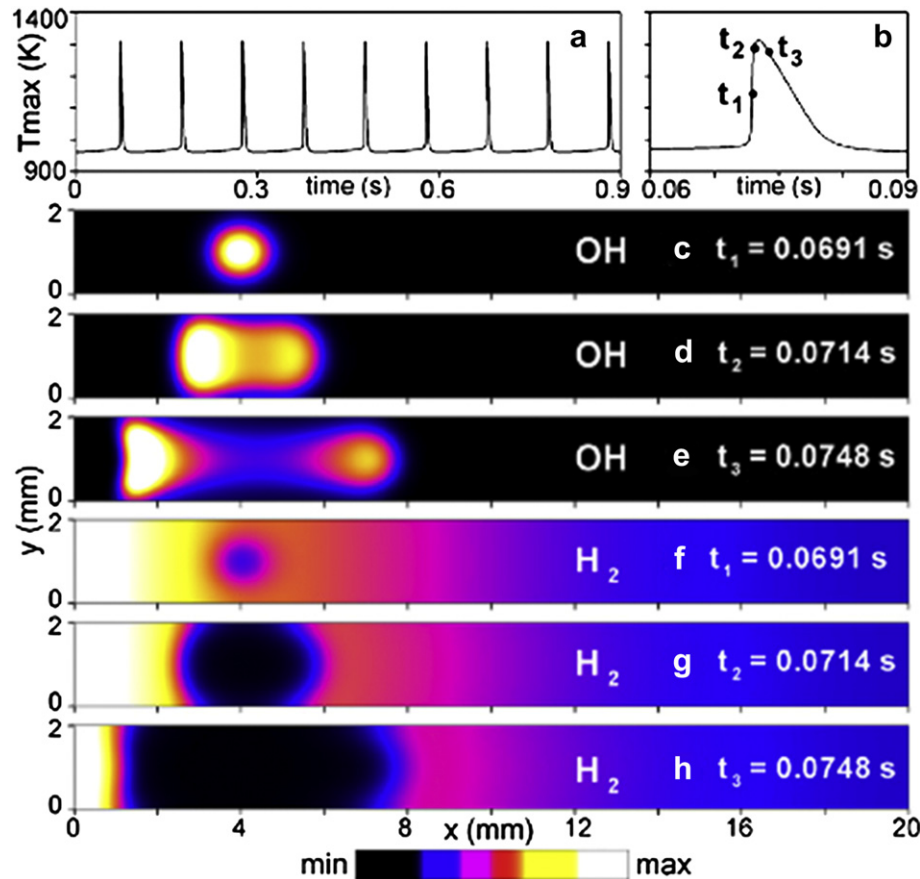 1400
Tmax (K)
900
a
0
0.3
time (s)
0.6
0.9
b
t2
t3
t1
0.06
time (s)
0.09
2
0
OH c t1 = 0.0691 s
2
0
OH d t2 = 0.0714 s
2
0
OH e t3 = 0.0748 s
y (mm)
2
0
H2 f t1 = 0.0691 s
2
0
H2 g t2 = 0.0714 s
2
0
H2 h t3 = 0.0748 s
0 4 8 x (mm) 12 16 20
min max